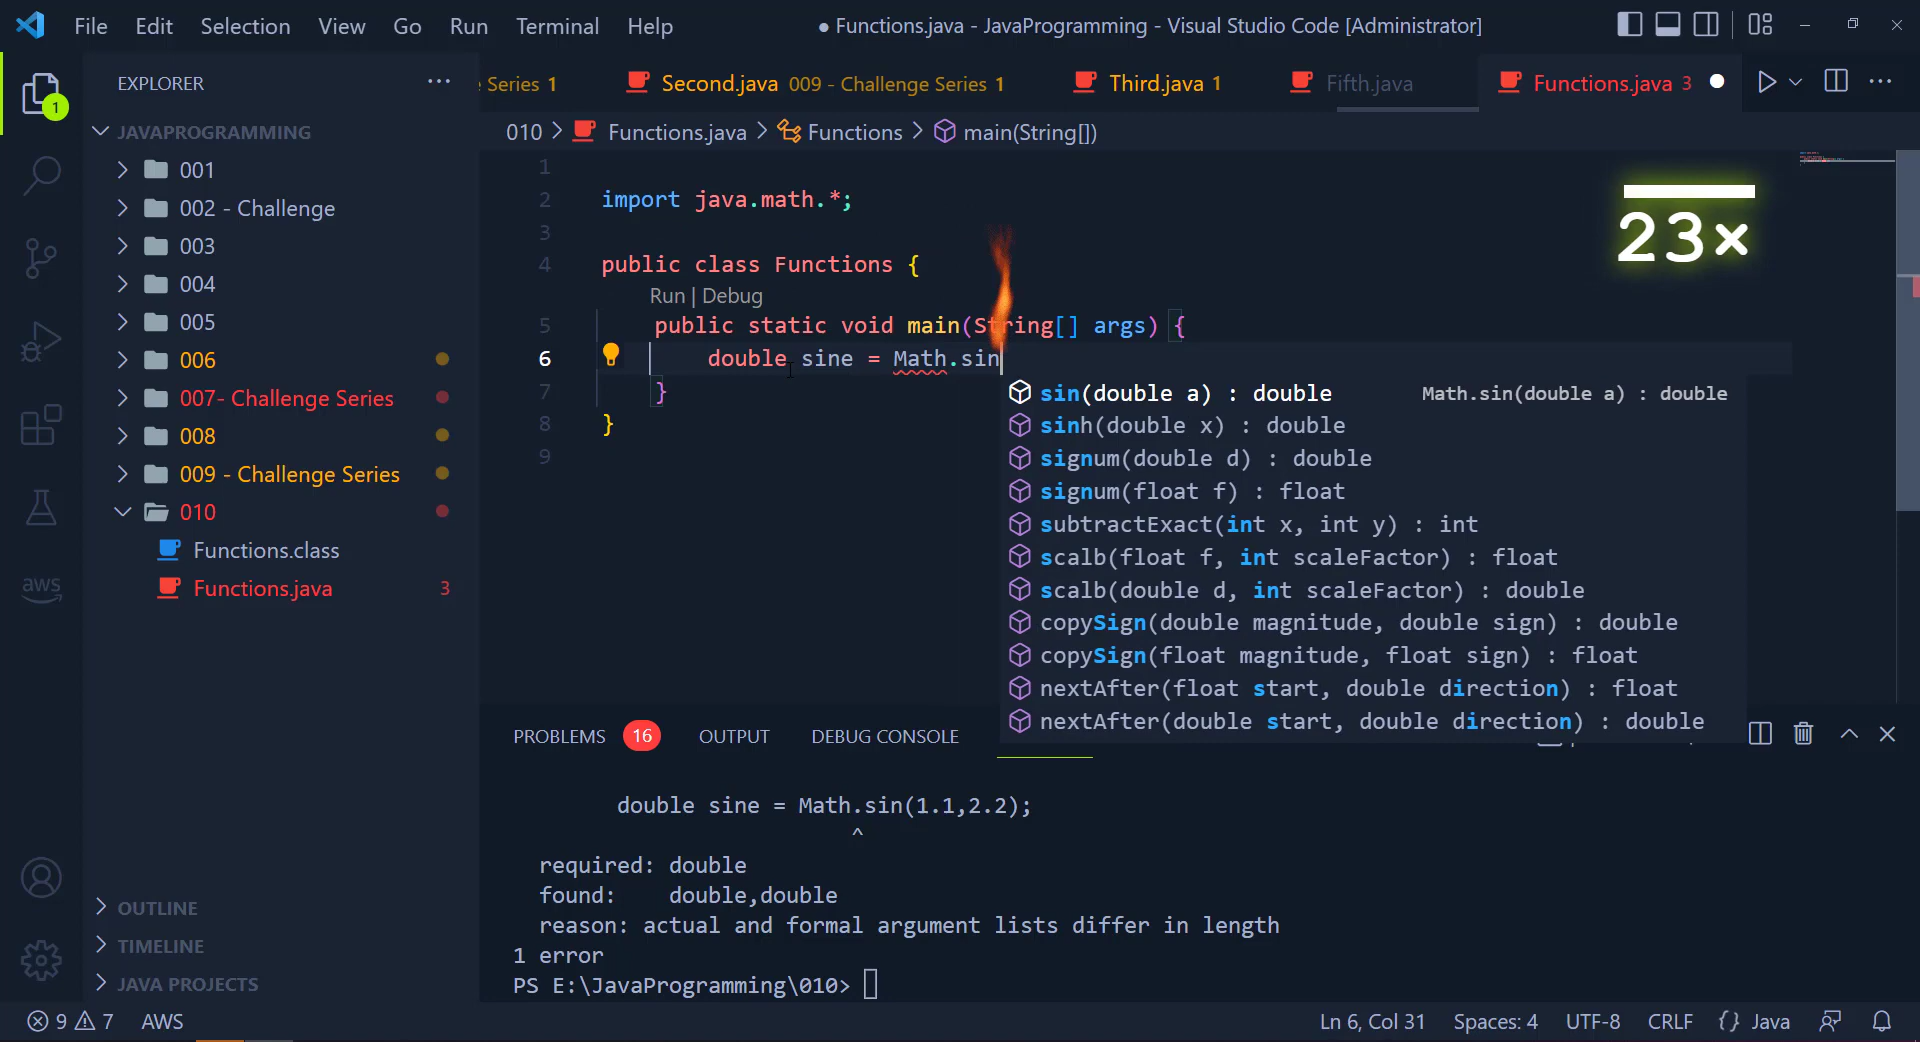 File Edit Selection View Go Run Terminal Help
● Functions.java - JavaProgramming - Visual Studio Code [Administrator]
EXPLORER
e Series 1
Second.java 009 - Challenge Series 1
Third.java 1
Fifth.java
Functions.java 3
1
JAVAPROGRAMMING
010 > Functions.java > Functions > main(String[])
001
002 - Challenge
003
004
005
006
007- Challenge Series
008
009 - Challenge Series
010
Functions.class
Functions.java 3
aws
OUTLINE
TIMELINE
JAVA PROJECTS
1
2 import java.math.*;
3
4 public class Functions {
Run | Debug
5 public static void main(String[] args) {
6 double sine = Math.sin
7 }
8 }
9
23×
sin(double a) : double Math.sin(double a) : double
sinh(double x) : double
signum(double d) : double
signum(float f) : float
subtractExact(int x, int y) : int
scalb(float f, int scaleFactor) : float
scalb(double d, int scaleFactor) : double
copySign(double magnitude, double sign) : double
copySign(float magnitude, float sign) : float
nextAfter(float start, double direction) : float
nextAfter(double start, double direction) : double
PROBLEMS 16 OUTPUT DEBUG CONSOLE
double sine = Math.sin(1.1,2.2);
^
required: double
found: double,double
reason: actual and formal argument lists differ in length
1 error
PS E:\JavaProgramming\010>
9 7 AWS
Ln 6, Col 31 Spaces: 4 UTF-8 CRLF {} Java